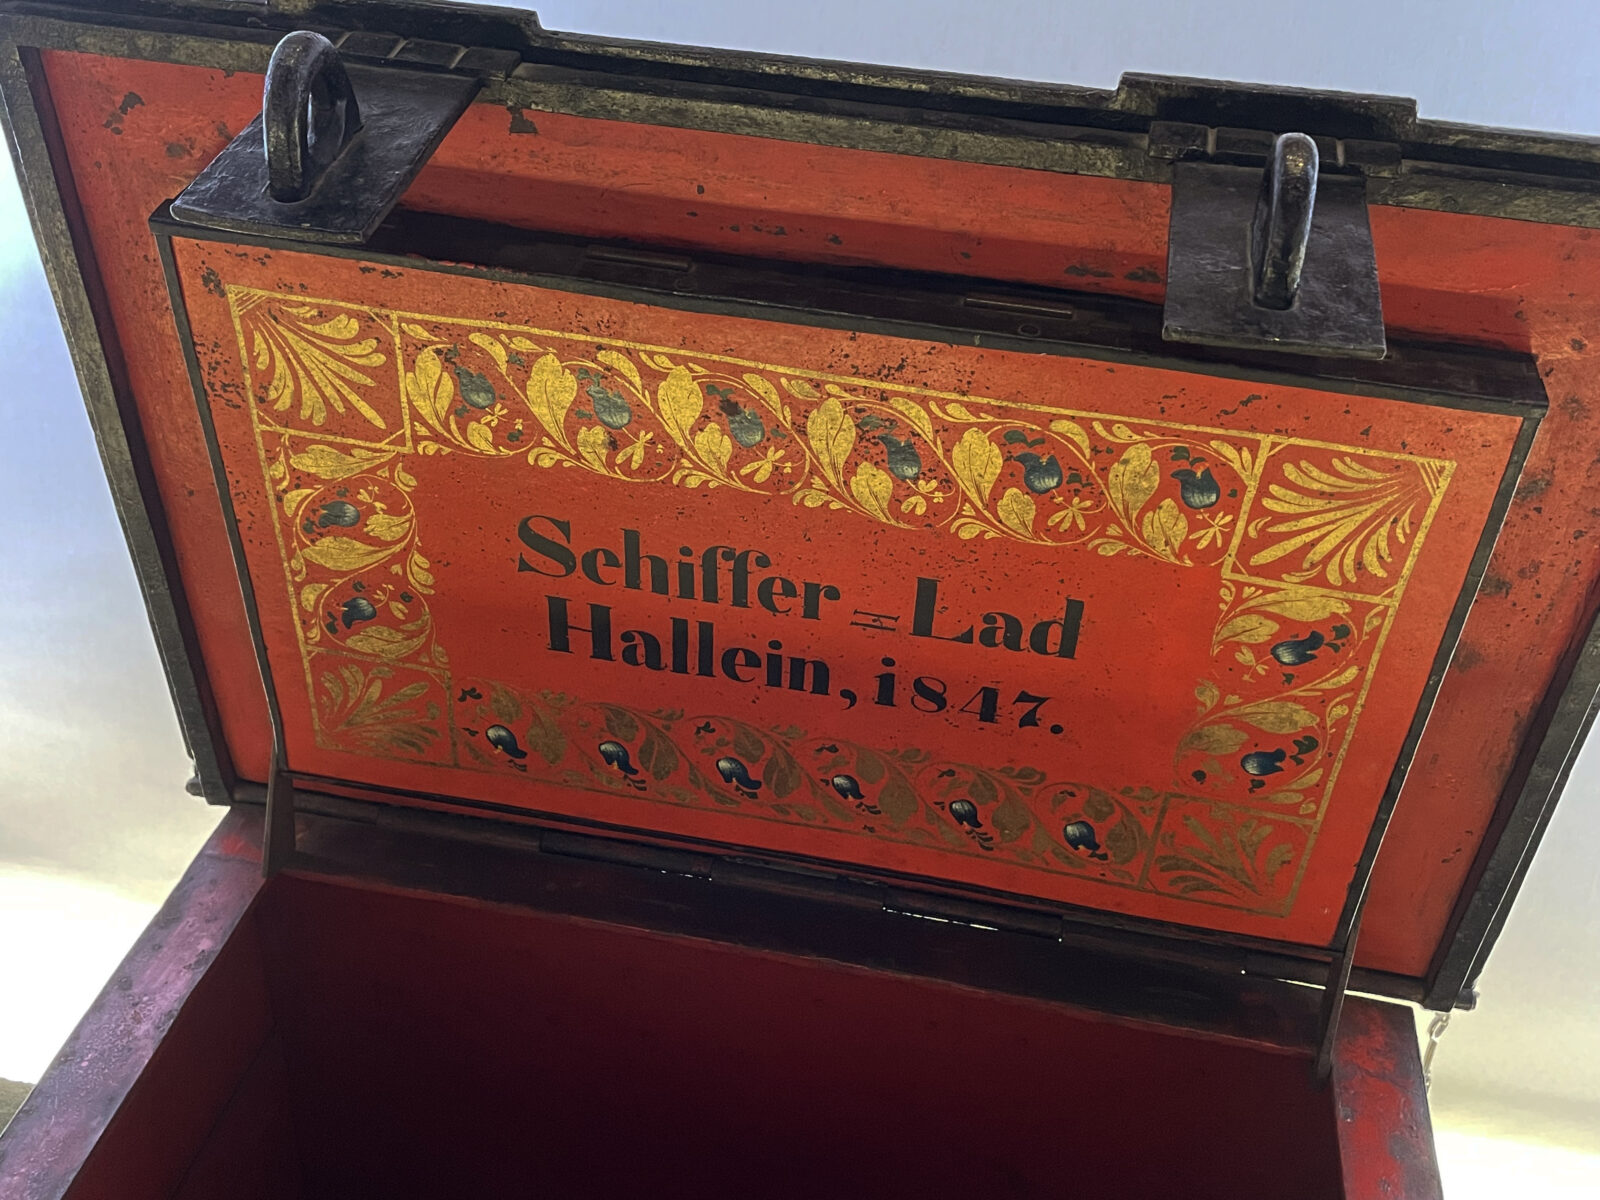 Schiffer=Lad
Hallein, 1847.